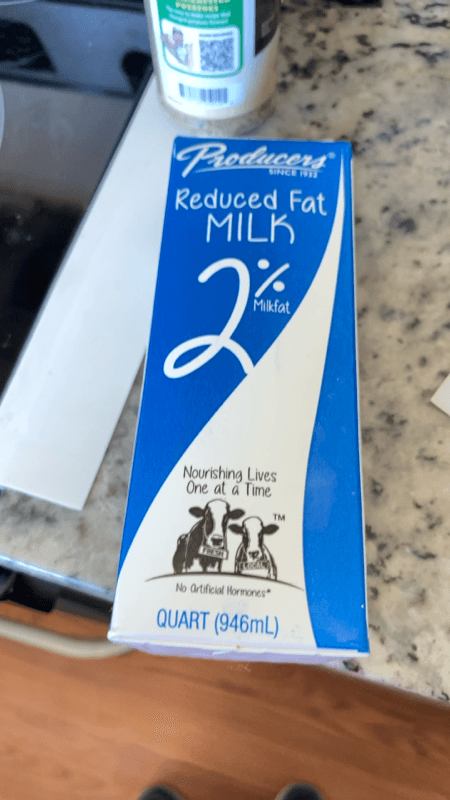 POTATOES
Producers®
SINCE 1932
Reduced Fat
MILK
2%
Milkfat
Nourishing Lives
One at a Time
TM
FRESH
LOCAL
No Artificial Hormones*
QUART (946mL)